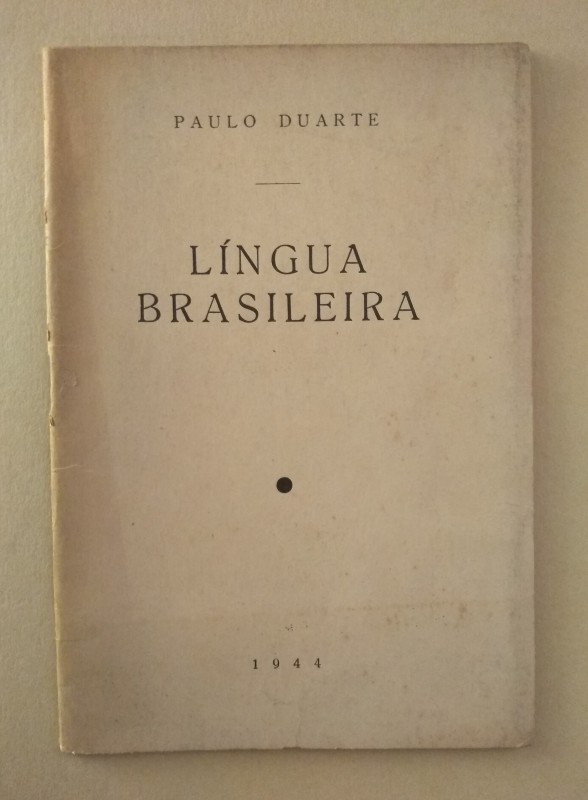 PAULO DUARTE
LÍNGUA
BRASILEIRA
1944